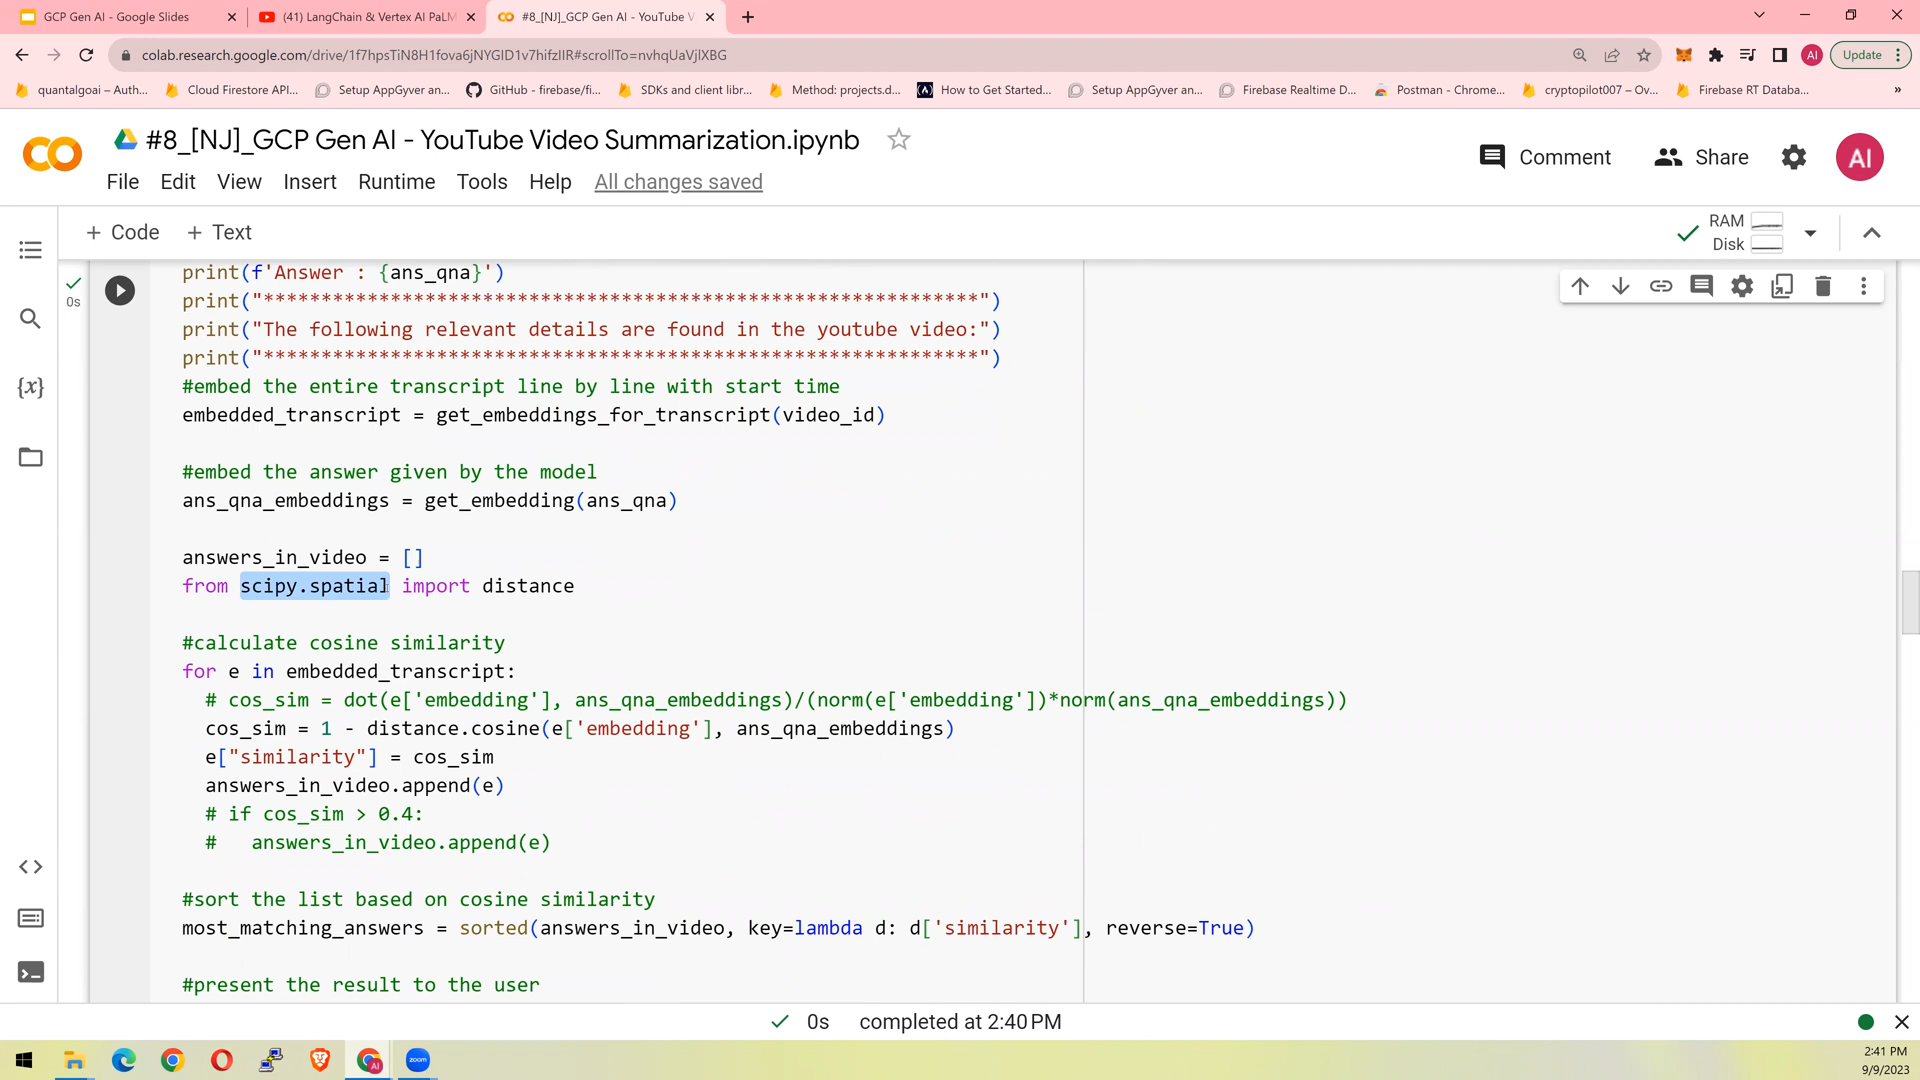 GCP Gen AI - Google Slides
(41) LangChain & Vertex AI PaLM
#8_[NJ]_GCP Gen AI - YouTube V
colab.research.google.com/drive/1f7hpsTiN8H1fova6jNYGID1v7hifzIIR#scrollTo=nvhqUaVjlXBG
AI
Update
quantalgoai – Auth...
Cloud Firestore API...
Setup AppGyver an...
GitHub - firebase/fi...
SDKs and client libr...
Method: projects.d...
How to Get Started...
Setup AppGyver an...
Firebase Realtime D...
Postman - Chrome...
cryptopilot007 – Ov...
Firebase RT Databa...
»
#8_[NJ]_GCP Gen AI - YouTube Video Summarization.ipynb
Comment
Share
AI
File Edit View Insert Runtime Tools Help All changes saved
+ Code + Text
RAM
Disk
0s
print(f'Answer : {ans_qna}')
print("**************************************************************")
print("The following relevant details are found in the youtube video:")
print("**************************************************************")
#embed the entire transcript line by line with start time
embedded_transcript = get_embeddings_for_transcript(video_id)
#embed the answer given by the model
ans_qna_embeddings = get_embedding(ans_qna)
answers_in_video = []
from scipy.spatial import distance
#calculate cosine similarity
for e in embedded_transcript:
# cos_sim = dot(e['embedding'], ans_qna_embeddings)/(norm(e['embedding'])*norm(ans_qna_embeddings))
cos_sim = 1 - distance.cosine(e['embedding'], ans_qna_embeddings)
e["similarity"] = cos_sim
answers_in_video.append(e)
# if cos_sim > 0.4:
#   answers_in_video.append(e)
#sort the list based on cosine similarity
most_matching_answers = sorted(answers_in_video, key=lambda d: d['similarity'], reverse=True)
#present the result to the user
{x}
0s completed at 2:40 PM
zoom
2:41 PM
9/9/2023